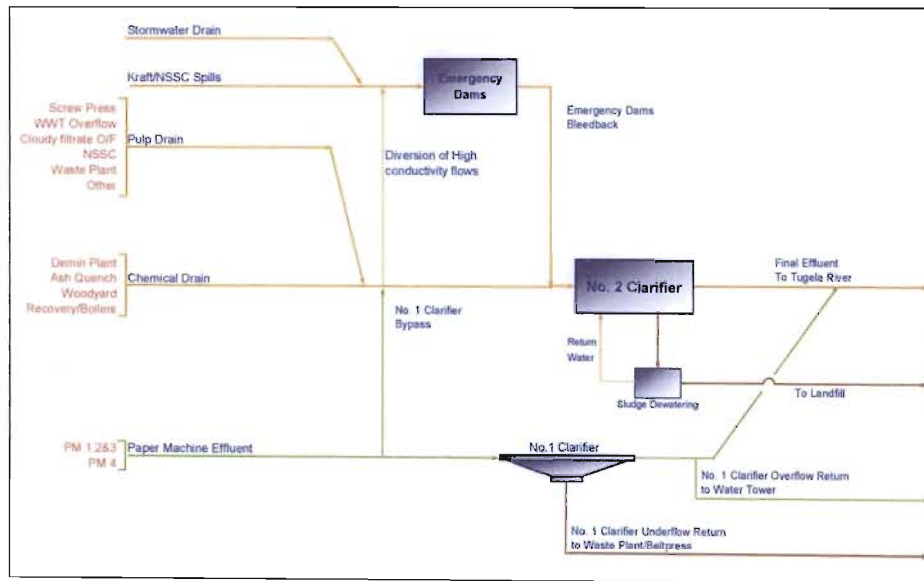 Stormwater Drain
Kraft/NSSC Spills
Emergency
Dams
Screw Press
WWT Overflow
Cloudy filtrate O/F
NSSC
Waste Plant
Other
Pulp Drain
Diversion of High
conductivity flows
Emergency Dams
Bleedback
Demin Plant
Ash Quench
Woodyard
Recovery/Boilers
Chemical Drain
No. 1 Clarifier
Bypass
No. 2 Clarifier
Final Effluent
To Tugela River
Return
Water
Sludge Dewatering
To Landfill
PM 1,2&3
PM 4
Paper Machine Effluent
No.1 Clarifier
No. 1 Clarifier Overflow Return
to Water Tower
No. 1 Clarifier Underflow Return
to Waste Plant/Beltpress